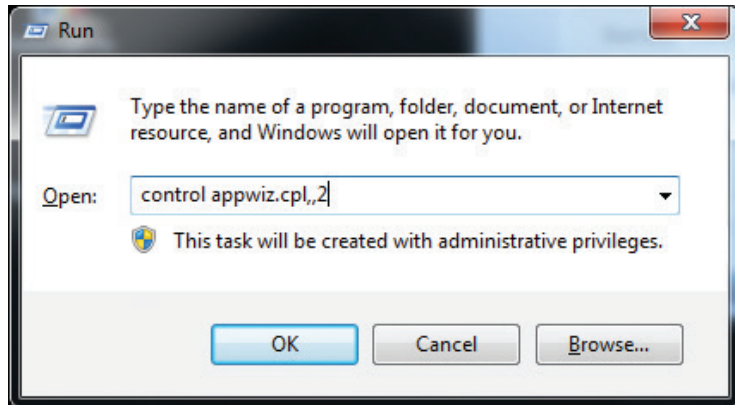 Run
Type the name of a program, folder, document, or Internet
resource, and Windows will open it for you.
Open: control appwiz.cpl,,2
This task will be created with administrative privileges.
OK Cancel Browse...